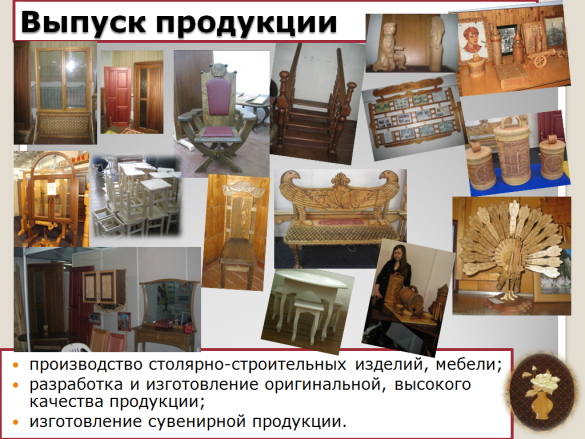 Выпуск продукции
производство столярно-строительных изделий, мебели;
разработка и изготовление оригинальной, высокого
качества продукции;
изготовление сувенирной продукции.